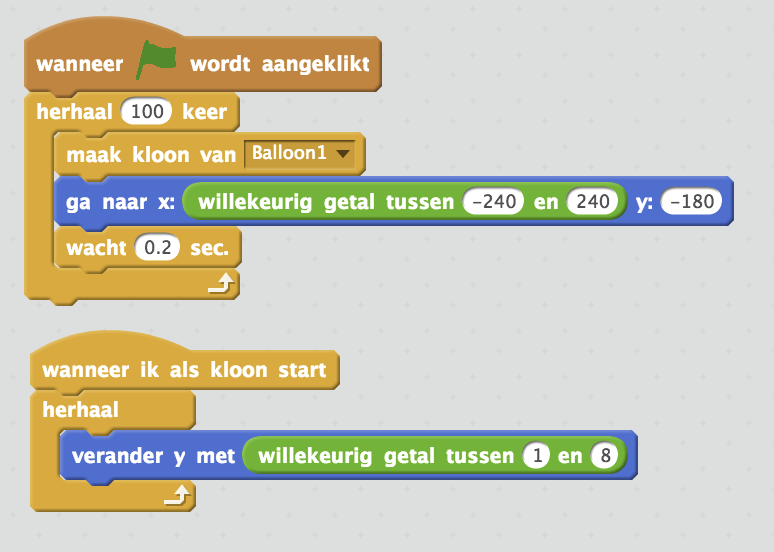 wanneer wordt aangeklikt
herhaal 100 keer
maak kloon van Balloon1
ga naar x: willekeurig getal tussen -240 en 240 y: -180
wacht 0.2 sec.
wanneer ik als kloon start
herhaal
verander y met willekeurig getal tussen 1 en 8